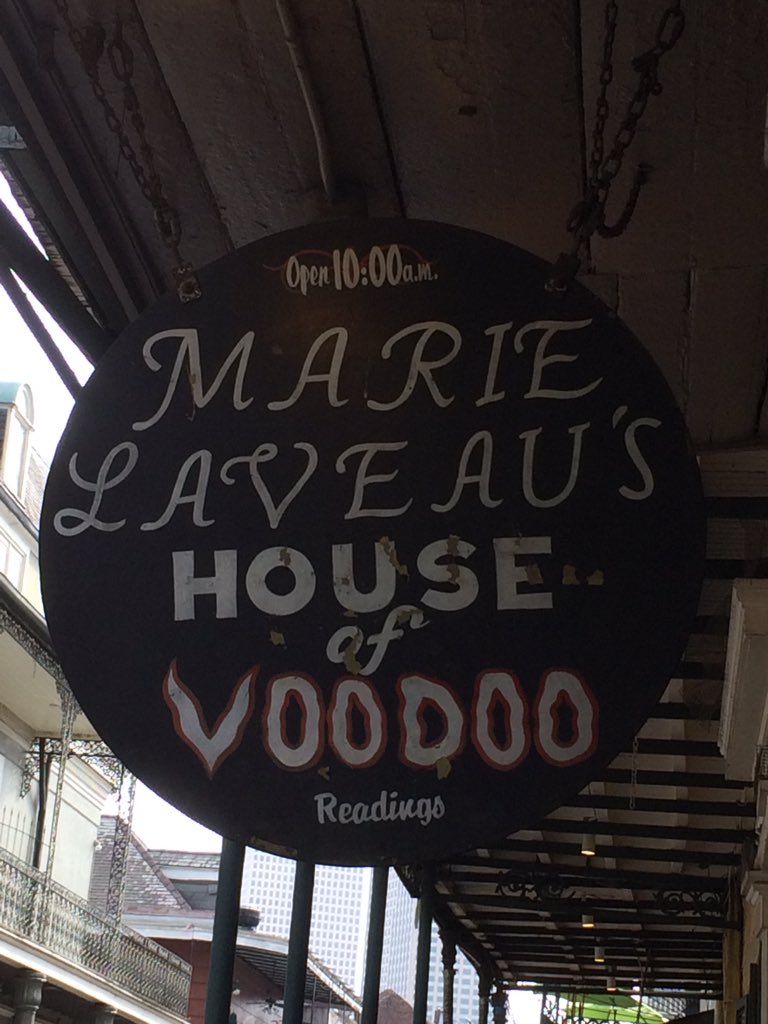 Open 10:00 a.m.
MARIE
LAVEAU'S
HOUSE
of
VOODOO
Readings